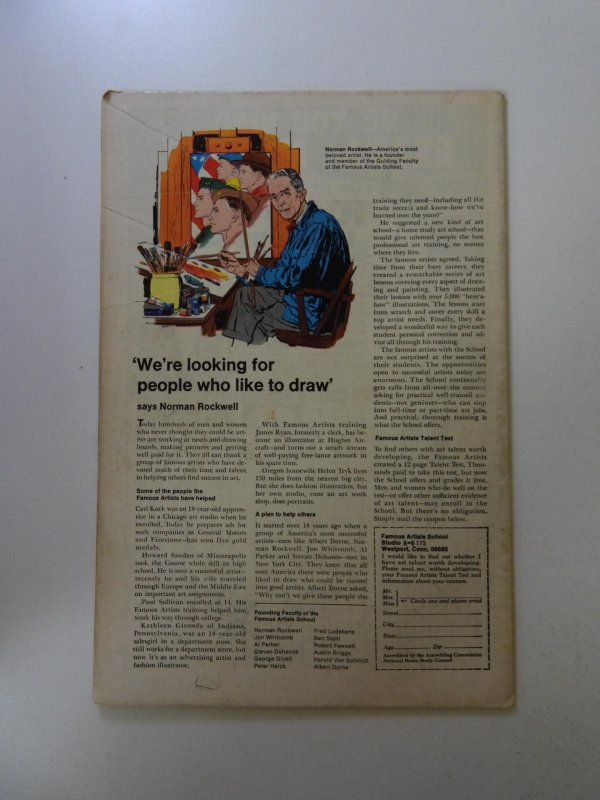 Norman Rockwell—America's most
beloved artist. He is a founder
and member of the Guiding Faculty
of the Famous Artists School.
'We're looking for
people who like to draw'
says Norman Rockwell
Today hundreds of men and women
who never thought they could be art-
ists are working at easels and drawing
boards, making pictures and getting
well paid for it. They all can thank a
group of famous artists who have de-
voted much of their time and talent
to helping others find success in art.
Some of the people the
Famous Artists have helped
Carl Kock was an 18-year-old appren-
tice in a Chicago art studio when he
enrolled. Today he prepares ads for
such companies as General Motors
and Firestone—has won five gold
medals.
Howard Sanden of Minneapolis
took the Course while still in high
school. He is now a successful artist—
recently he and his wife traveled
through Europe and the Middle East
on important art assignments.
Paul Sullivan enrolled at 14. His
Famous Artists training helped him
work his way through college.
Kathleen Gironda of Indiana,
Pennsylvania, was an 18-year-old
salesgirl in a department store. She
still works for a department store, but
now it's as an advertising artist and
fashion illustrator.
With Famous Artists training
James Ryan, formerly a clerk, has be-
come an illustrator at Hughes Air-
craft—and turns out a steady stream
of well-paying free-lance artwork in
his spare time.
Oregon housewife Helen Tryk lives
150 miles from the nearest big city.
But she does fashion illustration, has
her own studio, runs an art work
shop, does portraits.
A plan to help others
It started over 18 years ago when a
group of America's most successful
artists—men like Albert Dorne, Nor-
man Rockwell, Jon Whitcomb, Al
Parker and Stevan Dohanos—met in
New York City. They knew that all
over America there were people who
liked to draw who could be turned
into good artists. Albert Dorne asked,
"Why can't we give these people the
Founding Faculty of the
Famous Artists School
Norman Rockwell
Jon Whitcomb
Al Parker
Stevan Dohanos
George Giusti
Peter Helck
Fred Ludekens
Ben Stahl
Robert Fawcett
Austin Briggs
Harold Von Schmidt
Albert Dorne
training they need—including all the
trade secrets and know-how we've
learned over the years?"
He suggested a new kind of art
school—a home study art school—that
would give talented people the best
professional art training, no matter
where they live.
The famous artists agreed. Taking
time from their busy careers, they
created a remarkable series of art
lessons covering every aspect of draw-
ing and painting. They illustrated
their lessons with over 5,000 "here's-
how" illustrations. The lessons start
from scratch and cover every skill a
top artist needs. Finally, they de-
veloped a wonderful way to give each
student personal correction and ad-
vice all through his training.
The famous artists with the School
are not surprised at the success of
their students. The opportunities
open to successful artists today are
enormous. The School continually
gets calls from all over the country
asking for practical well-trained stu-
dents—not geniuses—who can step
into full-time or part-time art jobs.
And practical, thorough training is
what the School offers.
Famous Artists Talent Test
To find others with art talent worth
developing, the Famous Artists
created a 12-page Talent Test. Thou-
sands paid to take this test, but now
the School offers and grades it free.
Men and women who do well on the
test—or offer other sufficient evidence
of art talent—may enroll in the
School. But there's no obligation.
Simply mail the coupon below.
Famous Artists School
Studio
Westport, Conn. 06880
I would like to find out whether I
have art talent worth developing.
Please send me, without obligation,
your Famous Artists Talent Test and
information about your courses.
Mr.
Mrs.
Miss
Circle one and please print
Street
City
State
Age Zip
Accredited by the Accrediting Commission
National Home Study Council